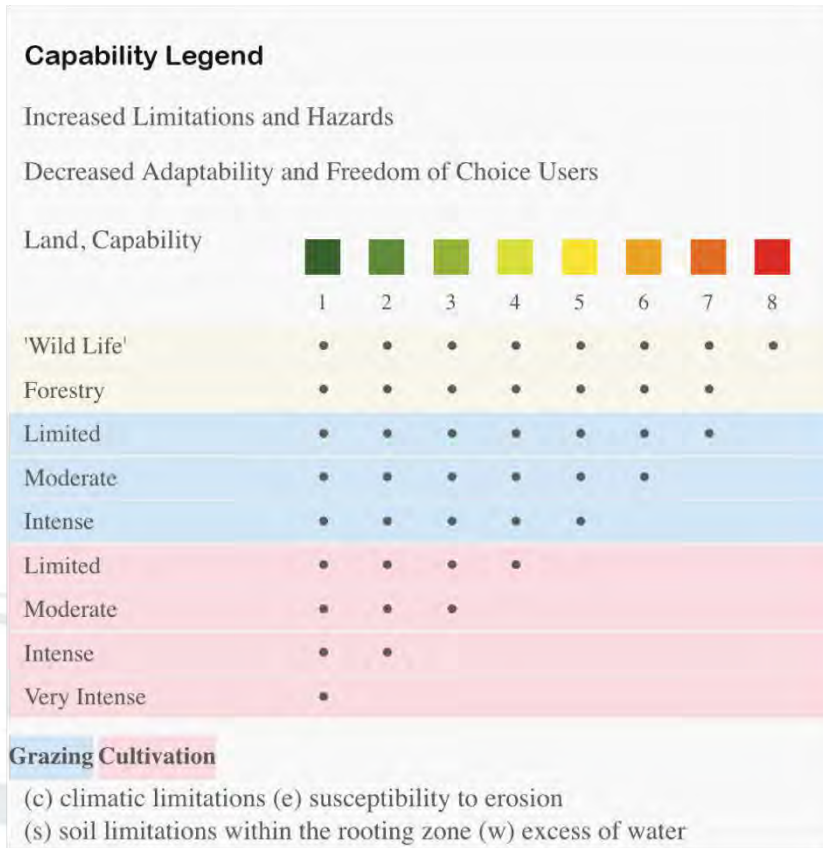 Capability Legend
Increased Limitations and Hazards
Decreased Adaptability and Freedom of Choice Users
Land, Capability
1 2 3 4 5 6 7 8
'Wild Life' • • • • • • • •
Forestry • • • • • • •
Limited • • • • • • •
Moderate • • • • • •
Intense • • • • •
Limited • • • •
Moderate • • •
Intense • •
Very Intense •
Grazing Cultivation
(c) climatic limitations (e) susceptibility to erosion
(s) soil limitations within the rooting zone (w) excess of water